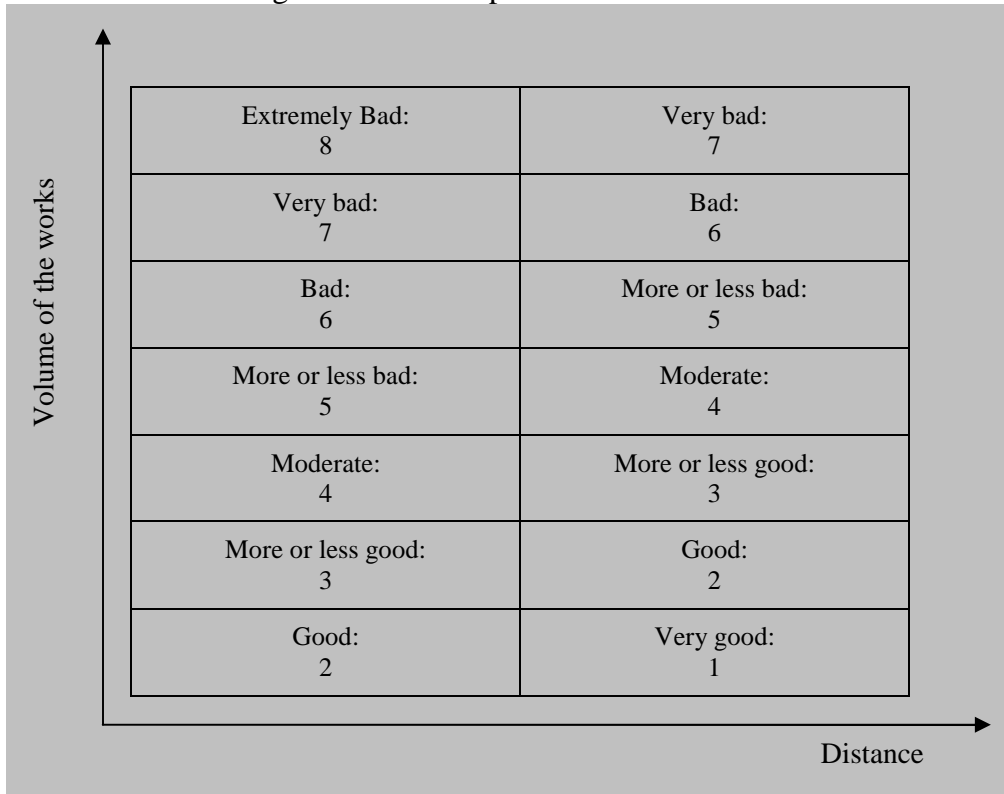 Volume of the works
Extremely Bad:
8
Very bad:
7
Very bad:
7
Bad:
6
Bad:
6
More or less bad:
5
More or less bad:
5
Moderate:
4
Moderate:
4
More or less good:
3
More or less good:
3
Good:
2
Good:
2
Very good:
1
Distance